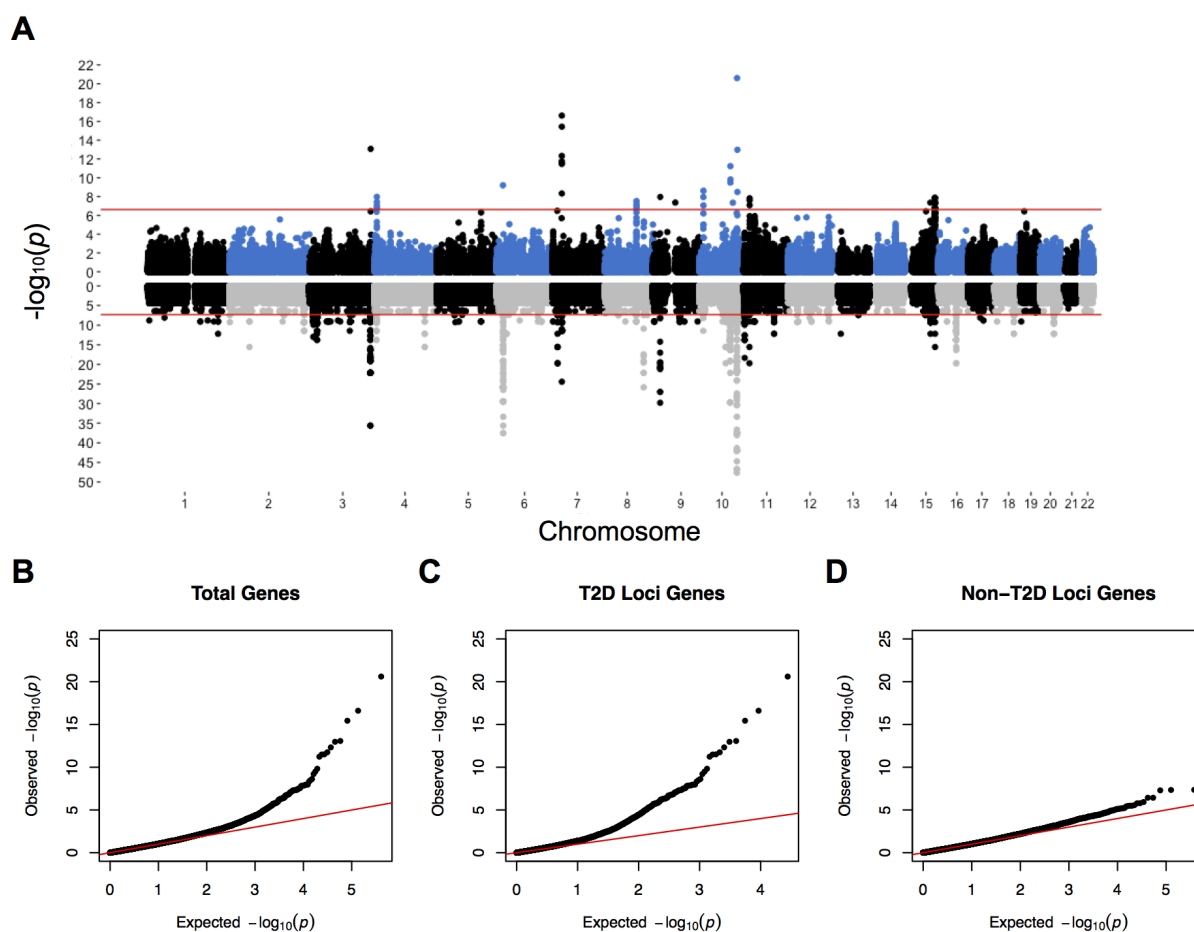 A
22
20
18
16
14
12
10
8
6
4
2
0
0
5
10
15
20
25
30
35
40
45
50
-log10(p)
1 2 3 4 5 6 7 8 9 10 11 12 13 14 15 16 17 18 19 20 21 22
Chromosome
B
Total Genes
25
20
15
10
5
0
Observed −log10(p)
0 1 2 3 4 5
Expected −log10(p)
C
T2D Loci Genes
25
20
15
10
5
0
Observed −log10(p)
0 1 2 3 4
Expected −log10(p)
D
Non−T2D Loci Genes
25
20
15
10
5
0
Observed −log10(p)
0 1 2 3 4 5
Expected −log10(p)